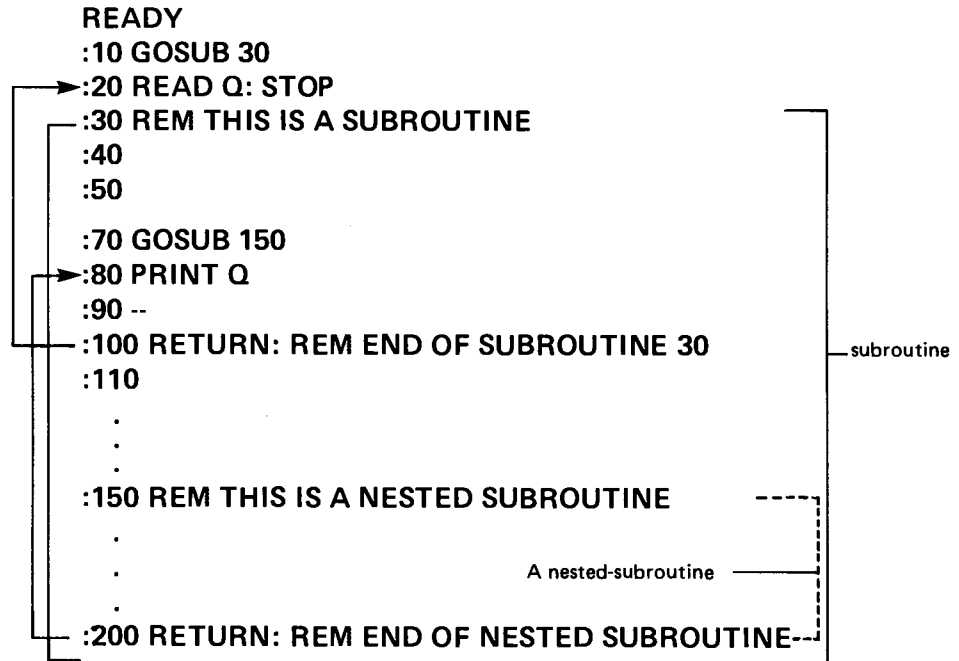 READY
:10 GOSUB 30
:20 READ Q: STOP
:30 REM THIS IS A SUBROUTINE
:40
:50
:70 GOSUB 150
:80 PRINT Q
:90 --
:100 RETURN: REM END OF SUBROUTINE 30
subroutine
:110
.
.
.
:150 REM THIS IS A NESTED SUBROUTINE
.
.
A nested-subroutine
.
:200 RETURN: REM END OF NESTED SUBROUTINE